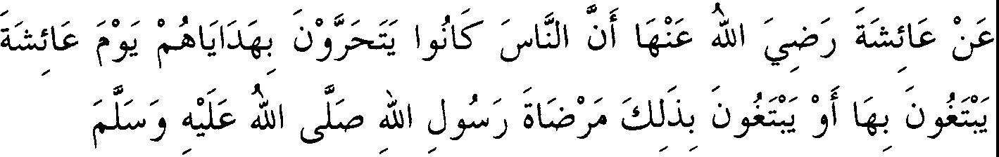 عَنْ عَائِشَةَ رَضِيَ اللهُ عَنْهَا أَنَّ النَّاسَ كَانُوا يَتَحَرَّوْنَ بِهَدَايَاهُمْ يَوْمَ عَائِشَةَ
يَبْتَغُونَ بِهَا أَوْ يَبْتَغُونَ بِذَلِكَ مَرْضَاةَ رَسُولِ اللهِ صَلَّى اللهُ عَلَيْهِ وَسَلَّمَ